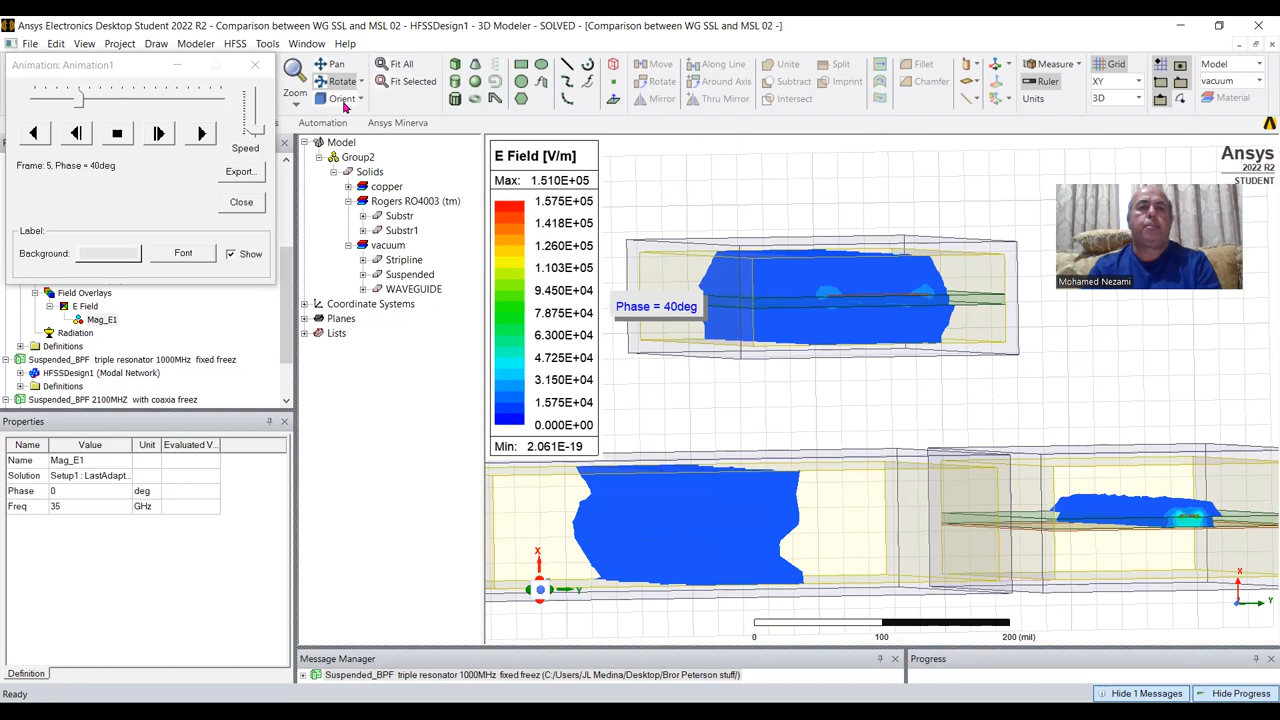 Ansys Electronics Desktop Student 2022 R2 - Comparison between WG SSL and MSL 02 - HFSSDesign1 - 3D Modeler - SOLVED - [Comparison between WG SSL and MSL 02 -]
File Edit View Project Draw Modeler HFSS Tools Window Help
Animation: Animation1
Zoom
Pan
Rotate
Orient
Fit All
Fit Selected
Move
Rotate
Mirror
Along Line
Around Axis
Thru Mirror
Unite
Subtract
Intersect
Split
Imprint
Fillet
Chamfer
Measure
Ruler
Units
Grid
XY
3D
Model
vacuum
Material
Automation
Ansys Minerva
Speed
Frame: 5, Phase = 40deg
Export...
Close
Label:
Background:
Font
Show
Field Overlays
E Field
Mag_E1
Radiation
Definitions
Suspended_BPF triple resonator 1000MHz fixed freez
HFSSDesign1 (Modal Network)
Definitions
Suspended_BPF 2100MHZ with coaxia freez
Model
Group2
Solids
copper
Rogers RO4003 (tm)
Substr
Substr1
vacuum
Stripline
Suspended
WAVEGUIDE
Coordinate Systems
Planes
Lists
Properties
Name Value Unit Evaluated V...
Name Mag_E1
Solution Setup1 : LastAdapt...
Phase 0 deg
Freq 35 GHz
Definition
E Field [V/m]
Max: 1.510E+05
1.575E+05
1.418E+05
1.260E+05
1.103E+05
9.450E+04
7.875E+04
6.300E+04
4.725E+04
3.150E+04
1.575E+04
0.000E+00
Min: 2.061E-19
Phase = 40deg
Ansys
2022 R2
STUDENT
Mohamed Nezami
X
Y
X
Y
0 100 200 (mil)
Message Manager
Suspended_BPF triple resonator 1000MHz fixed freez (C:/Users/JL Medina/Desktop/Bror Peterson stuff/)
Progress
Ready
Hide 1 Messages
Hide Progress